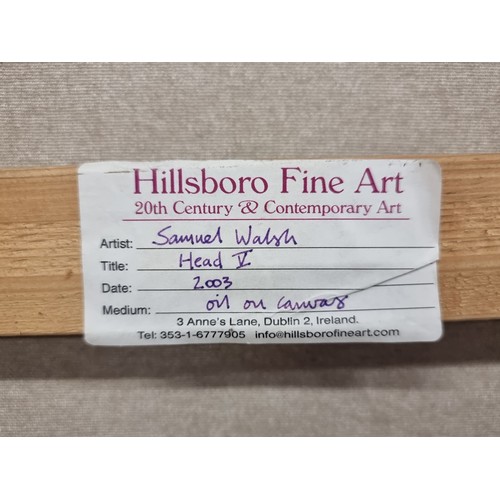 Hillsboro Fine Art
20th Century & Contemporary Art
Artist: Samuel Walsh
Title: Head V
Date: 2003
Medium: oil on canvas
3 Anne's Lane, Dublin 2, Ireland.
Tel: 353-1-6777905 info@hillsborofineart.com